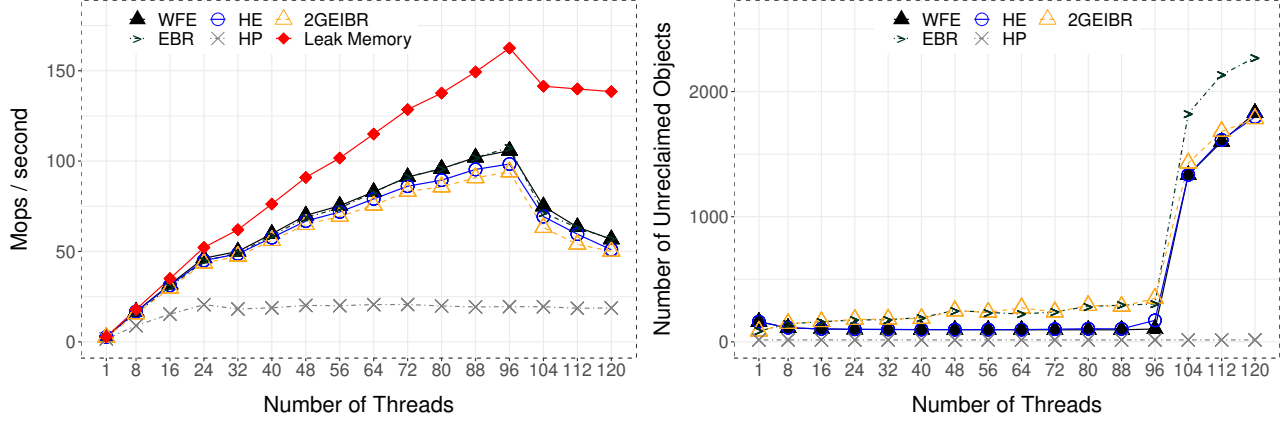 WFE HE 2GEIBR
EBR HP Leak Memory
Mops / second
150
100
50
0
1 8 16 24 32 40 48 56 64 72 80 88 96 104 112 120
Number of Threads
WFE HE 2GEIBR
EBR HP
Number of Unreclaimed Objects
2000
1000
0
1 8 16 24 32 40 48 56 64 72 80 88 96 104 112 120
Number of Threads